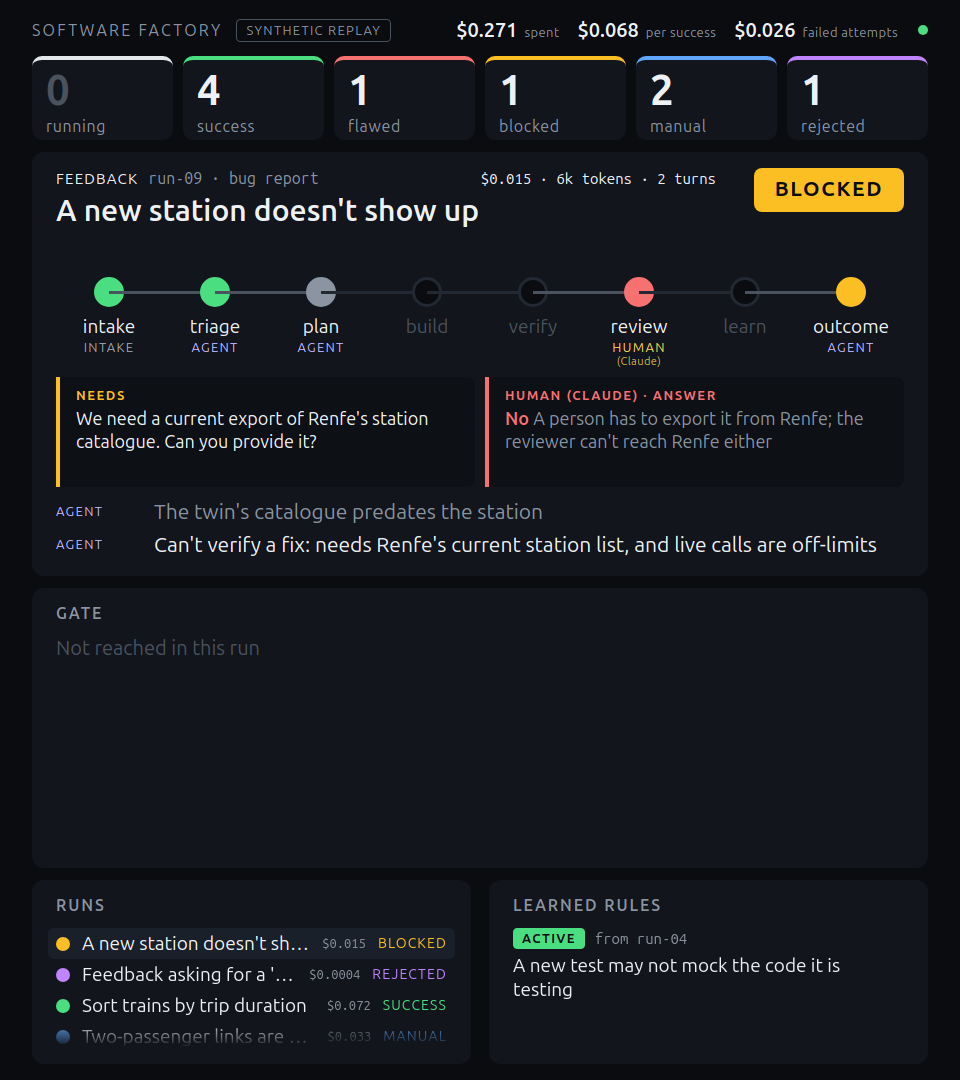 SOFTWARE FACTORY SYNTHETIC REPLAY $0.271 spent $0.068 per success $0.026 failed attempts
0 4 1 1 2 1
running success flawed blocked manual rejected
FEEDBACK run-09 · bug report $0.015 · 6k tokens · 2 turns BLOCKED
A new station doesn't show up
intake triage plan build verify review learn outcome
INTAKE AGENT AGENT HUMAN AGENT
(Claude)
NEEDS
We need a current export of Renfe's station
catalogue. Can you provide it?
HUMAN (CLAUDE) · ANSWER
No A person has to export it from Renfe; the
reviewer can't reach Renfe either
AGENT The twin's catalogue predates the station
AGENT Can't verify a fix: needs Renfe's current station list, and live calls are off-limits
GATE
Not reached in this run
RUNS
A new station doesn't sh... $0.015 BLOCKED
Feedback asking for a '... $0.0004 REJECTED
Sort trains by trip duration $0.072 SUCCESS
Two-passenger links are ... $0.033 MANUAL
LEARNED RULES
ACTIVE from run-04
A new test may not mock the code it is
testing